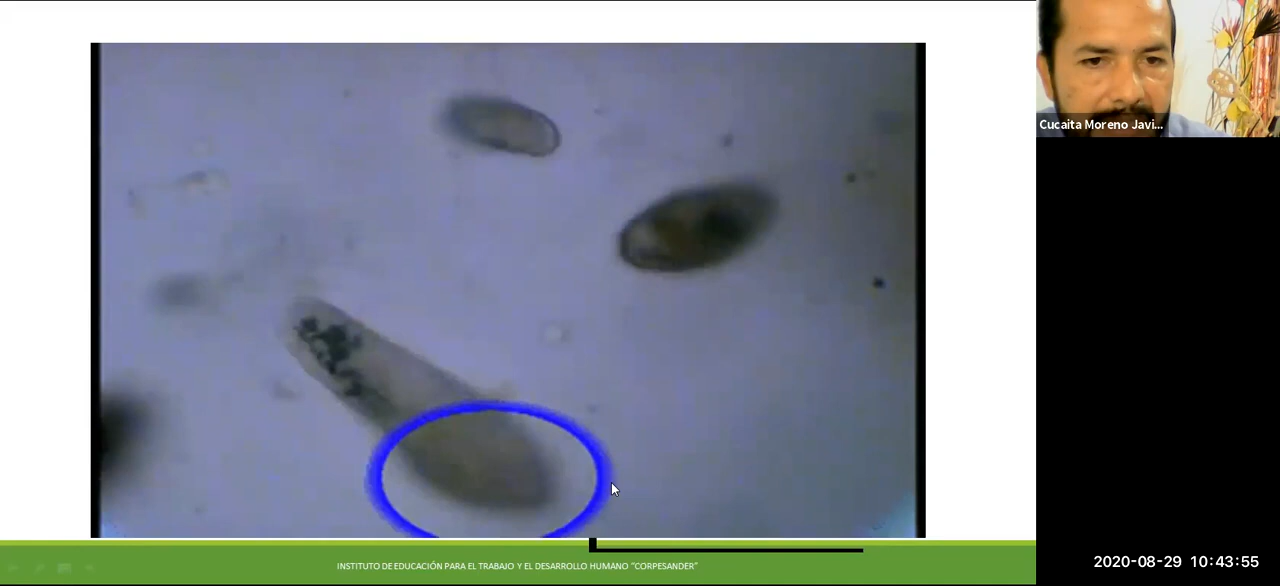 Cucaita Moreno Javi...
INSTITUTO DE EDUCACIÓN PARA EL TRABAJO Y EL DESARROLLO HUMANO “CORPESANDER”
2020-08-29 10:43:55